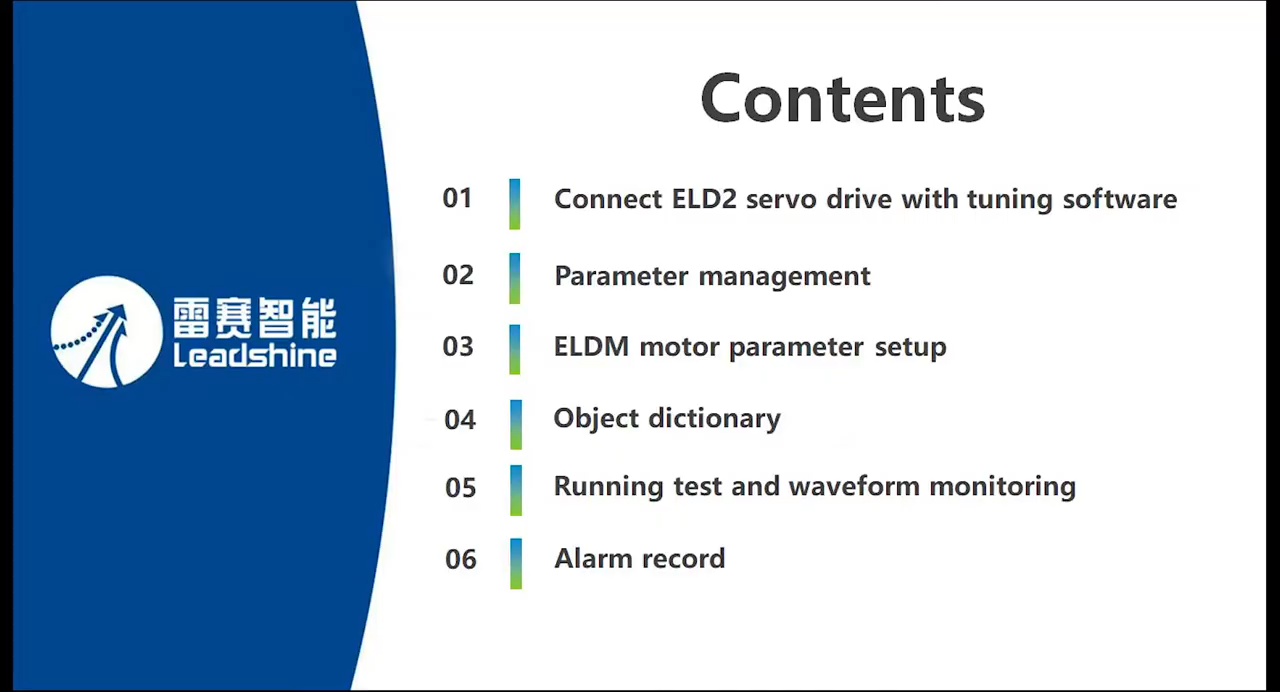 Contents
01 Connect ELD2 servo drive with tuning software
02 Parameter management
03 ELDM motor parameter setup
04 Object dictionary
05 Running test and waveform monitoring
06 Alarm record
雷赛智能
Leadshine